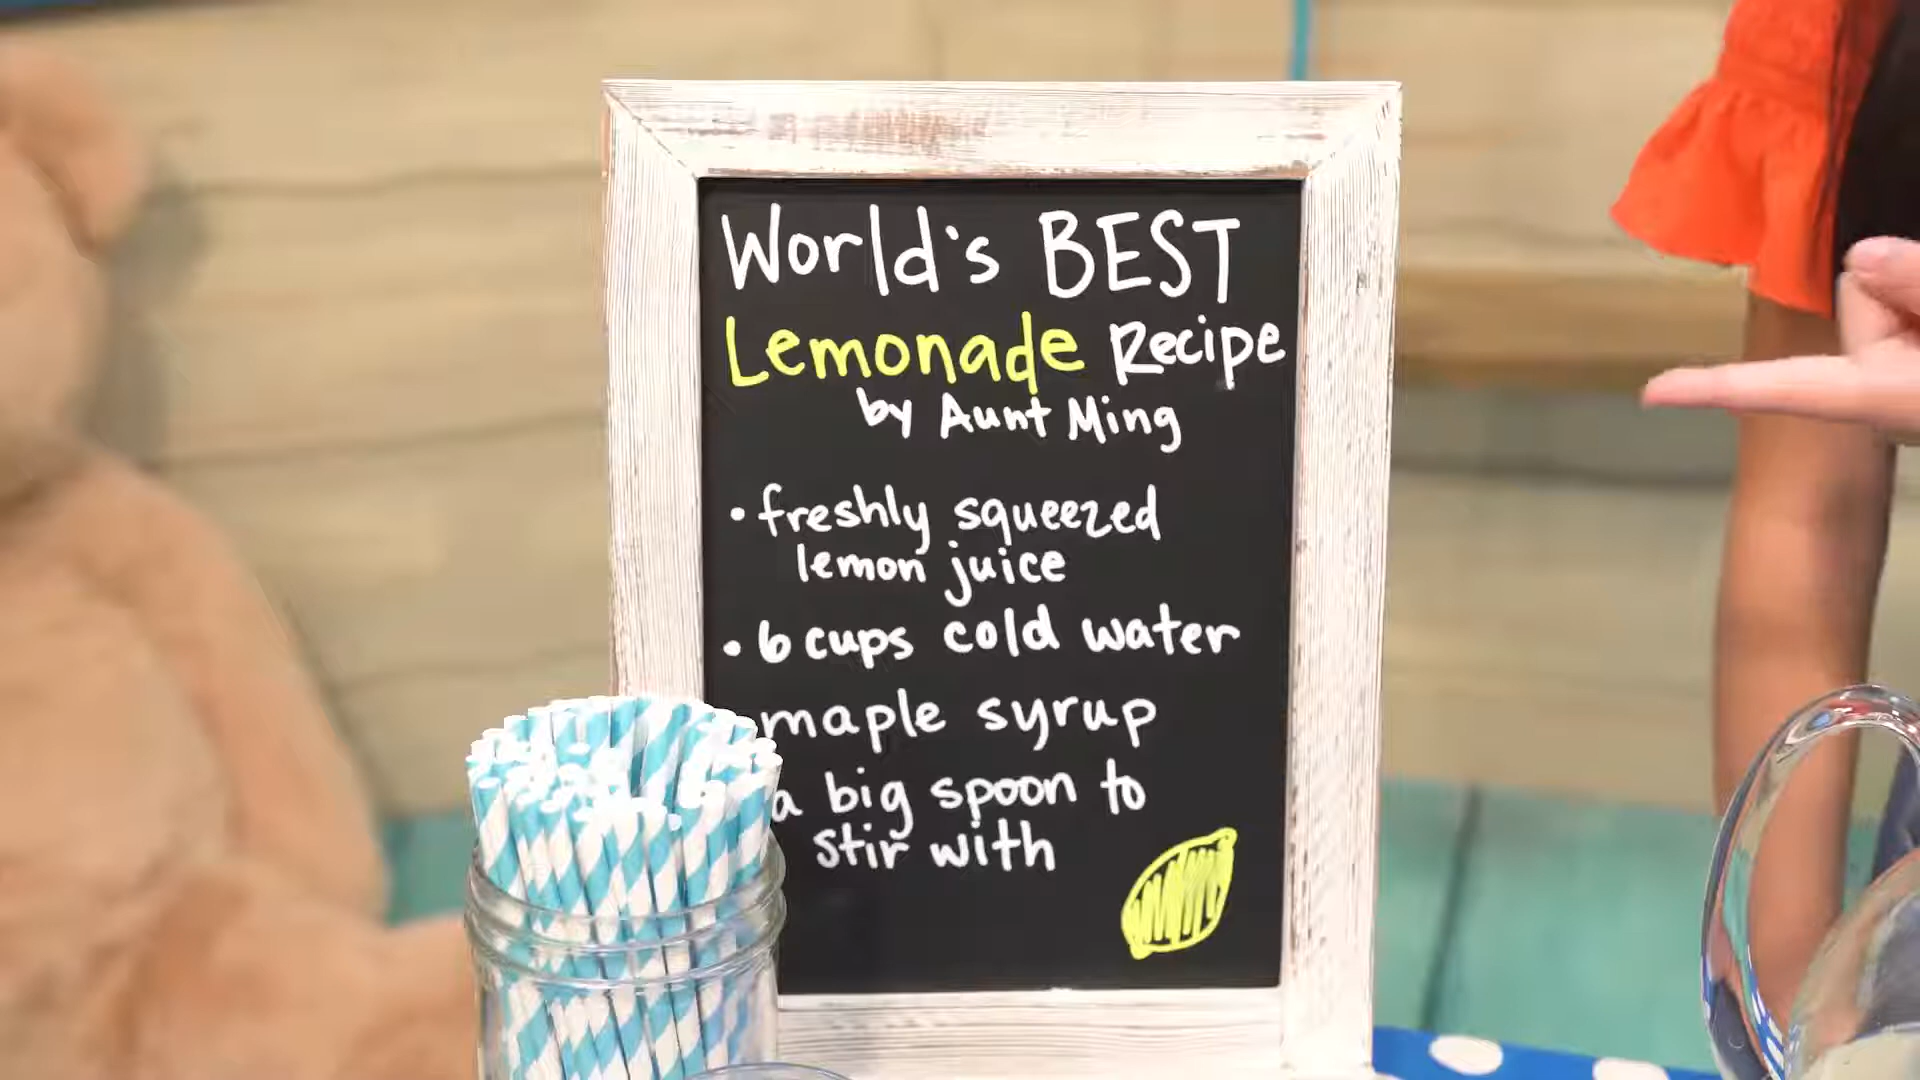 World's BEST
Lemonade Recipe
by Aunt Ming
• freshly squeezed
lemon juice
• 6 cups cold water
maple syrup
a big spoon to
stir with